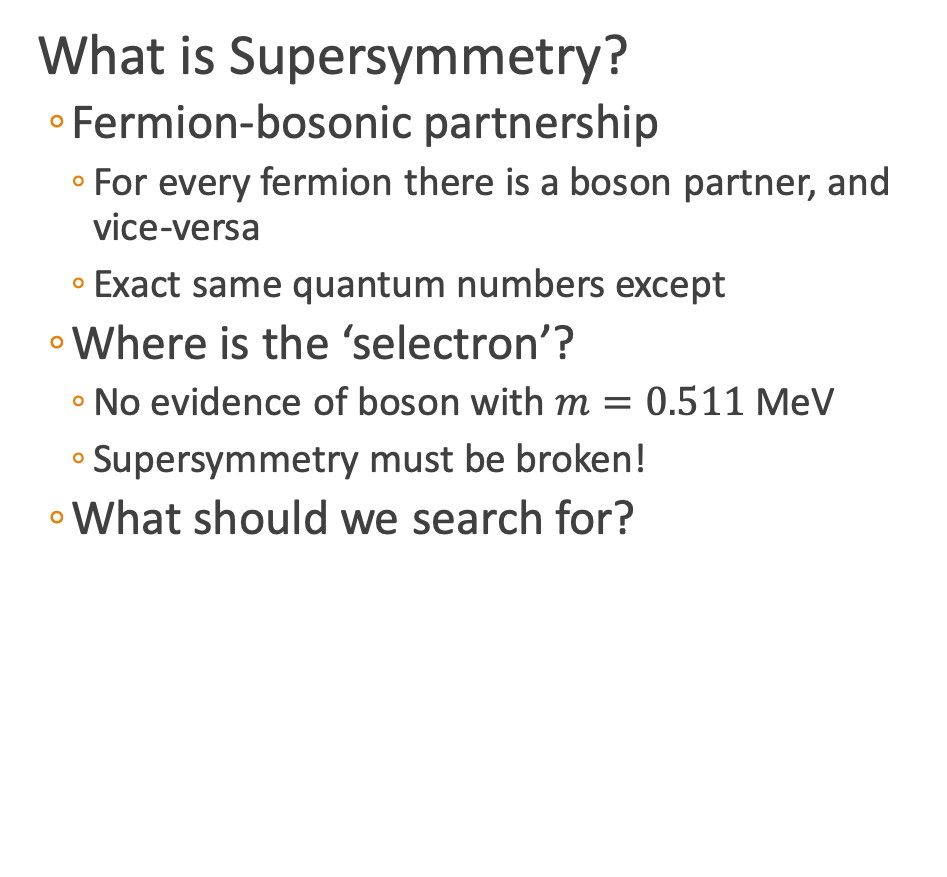 What is Supersymmetry?
◦ Fermion-bosonic partnership
◦ For every fermion there is a boson partner, and
vice-versa
◦ Exact same quantum numbers except
◦ Where is the ‘selectron’?
◦ No evidence of boson with m = 0.511 MeV
◦ Supersymmetry must be broken!
◦ What should we search for?